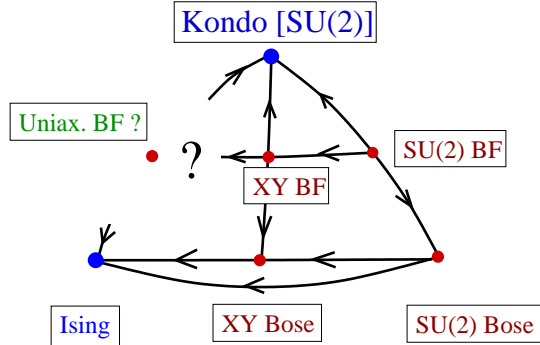 Kondo [SU(2)]
Uniax. BF ?
?
SU(2) BF
XY BF
Ising
XY Bose
SU(2) Bose